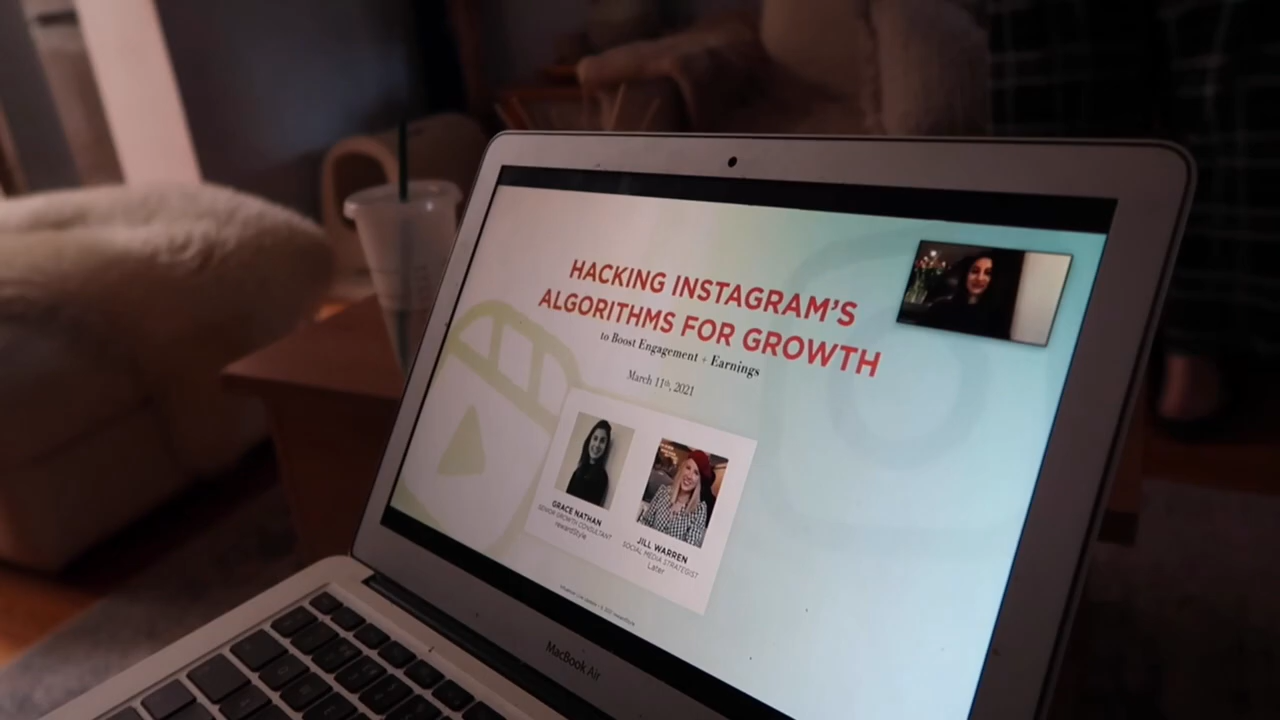 HACKING INSTAGRAM'S
ALGORITHMS FOR GROWTH
to Boost Engagement + Earnings
March 11th, 2021
GRACE NATHAN
SENIOR GROWTH CONSULTANT
rewardStyle
JILL WARREN
SOCIAL MEDIA STRATEGIST
Later
MacBook Air